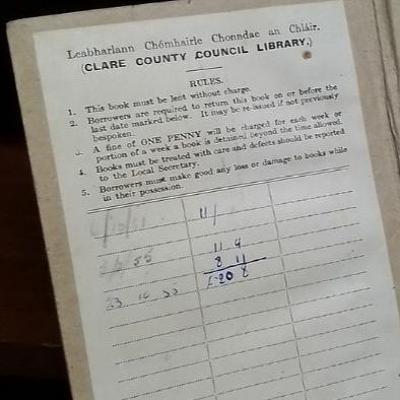 Leabharlann Chómhairle Chonndae an Chláir.
(CLARE COUNTY COUNCIL LIBRARY.)
RULES.
1. This book must be lent without charge.
2. Borrowers are required to return this book on or before the
last date marked below. It may be re issued if not previously
bespoken.
3. A fine of ONE PENNY will be charged for each week or
portion of a week a book is detained beyond the time allowed.
4. Books must be treated with care and defects should be reported
to the Local Secretary.
5. Borrowers must make good any loss or damage to books while
in their possession.
11/
55
11 9
8 11
£20 8
23 10 55